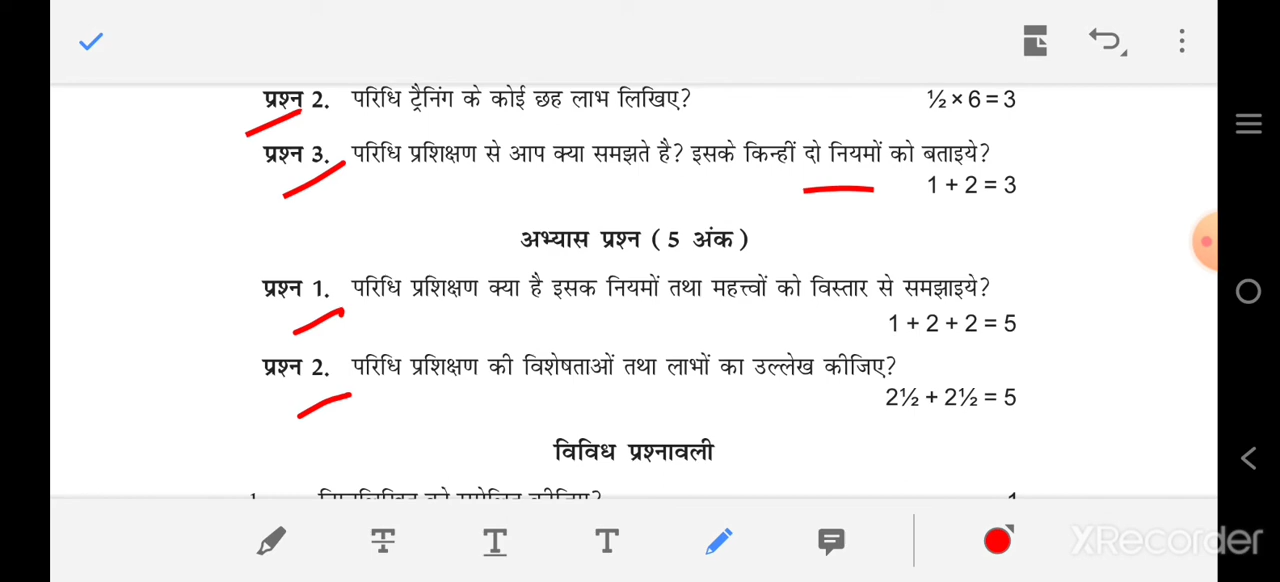 प्रश्न 2. परिधि ट्रैनिंग के कोई छह लाभ लिखिए? ½ × 6 = 3
प्रश्न 3. परिधि प्रशिक्षण से आप क्या समझते है? इसके किन्हीं दो नियमों को बताइये?
1 + 2 = 3
अभ्यास प्रश्न ( 5 अंक )
प्रश्न 1. परिधि प्रशिक्षण क्या है इसक नियमों तथा महत्त्वों को विस्तार से समझाइये?
1 + 2 + 2 = 5
प्रश्न 2. परिधि प्रशिक्षण की विशेषताओं तथा लाभों का उल्लेख कीजिए?
2½ + 2½ = 5
विविध प्रश्नावली
T T T
XRecorder